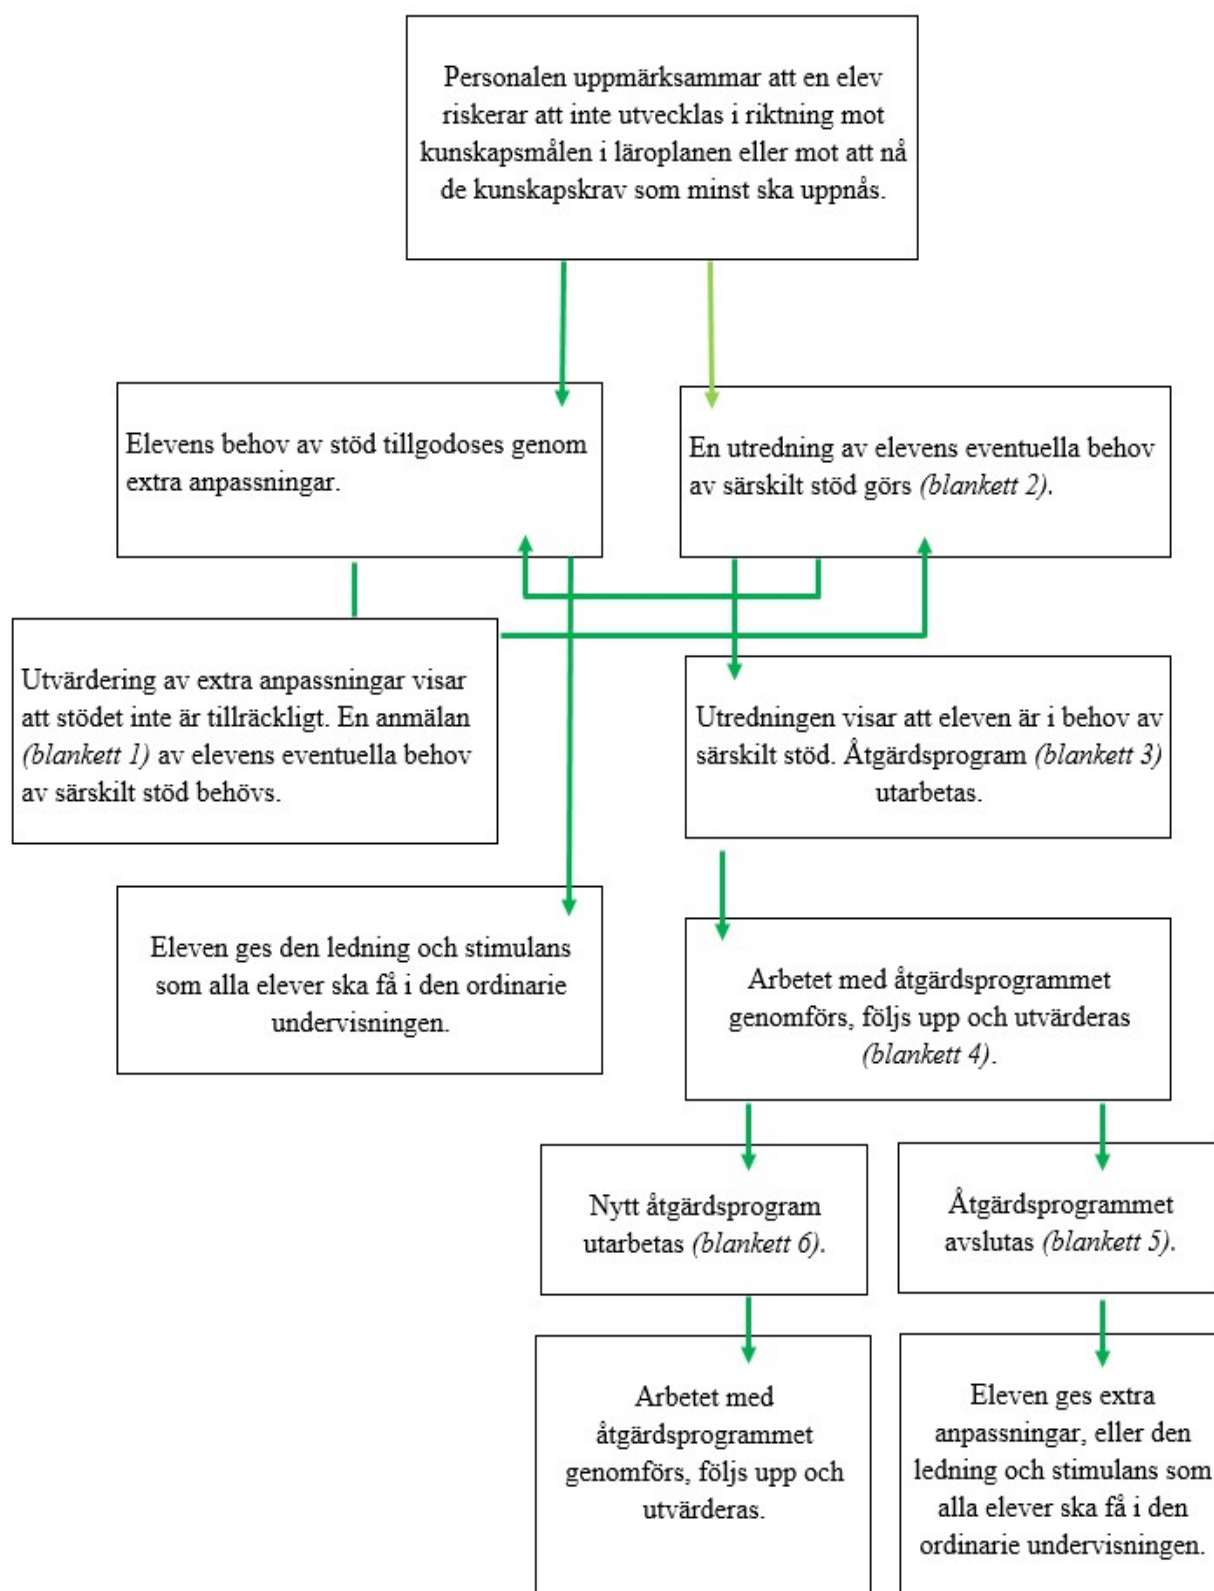 Personalen uppmärksammar att en elev
riskerar att inte utvecklas i riktning mot
kunskapsmålen i läroplanen eller mot att nå
de kunskapskrav som minst ska uppnås.
Elevens behov av stöd tillgodoses genom
extra anpassningar.
En utredning av elevens eventuella behov
av särskilt stöd görs (blankett 2).
Utvärdering av extra anpassningar visar
att stödet inte är tillräckligt. En anmälan
(blankett 1) av elevens eventuella behov
av särskilt stöd behövs.
Utredningen visar att eleven är i behov av
särskilt stöd. Åtgärdsprogram (blankett 3)
utarbetas.
Eleven ges den ledning och stimulans
som alla elever ska få i den ordinarie
undervisningen.
Arbetet med åtgärdsprogrammet
genomförs, följs upp och utvärderas
(blankett 4).
Nytt åtgärdsprogram
utarbetas (blankett 6).
Åtgärdsprogrammet
avslutas (blankett 5).
Arbetet med
åtgärdsprogrammet
genomförs, följs upp och
utvärderas.
Eleven ges extra
anpassningar, eller den
ledning och stimulans som
alla elever ska få i den
ordinarie undervisningen.